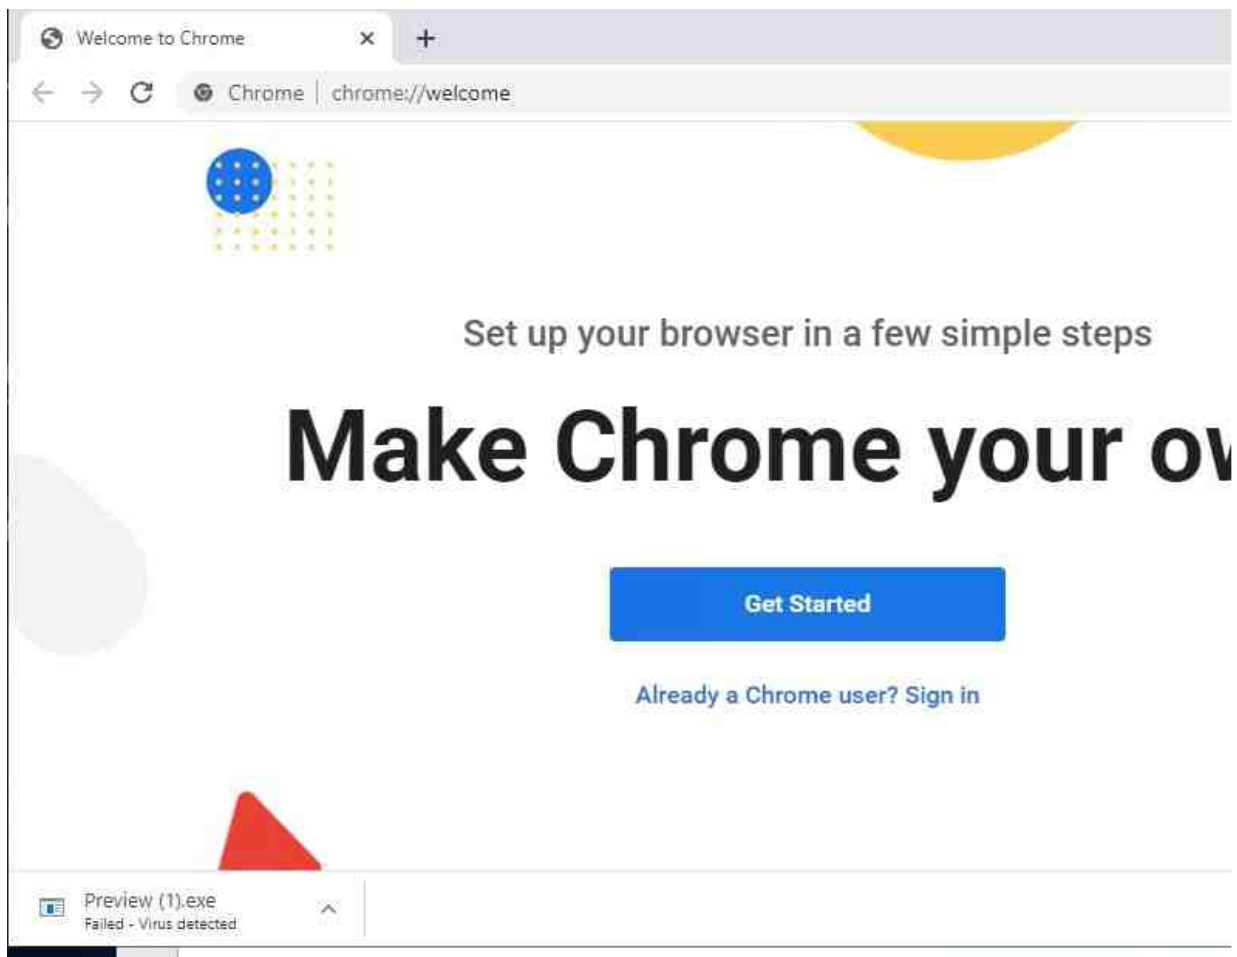 Welcome to Chrome
Chrome | chrome://welcome
Set up your browser in a few simple steps
Make Chrome your ow
Get Started
Already a Chrome user? Sign in
Preview (1).exe
Failed - Virus detected